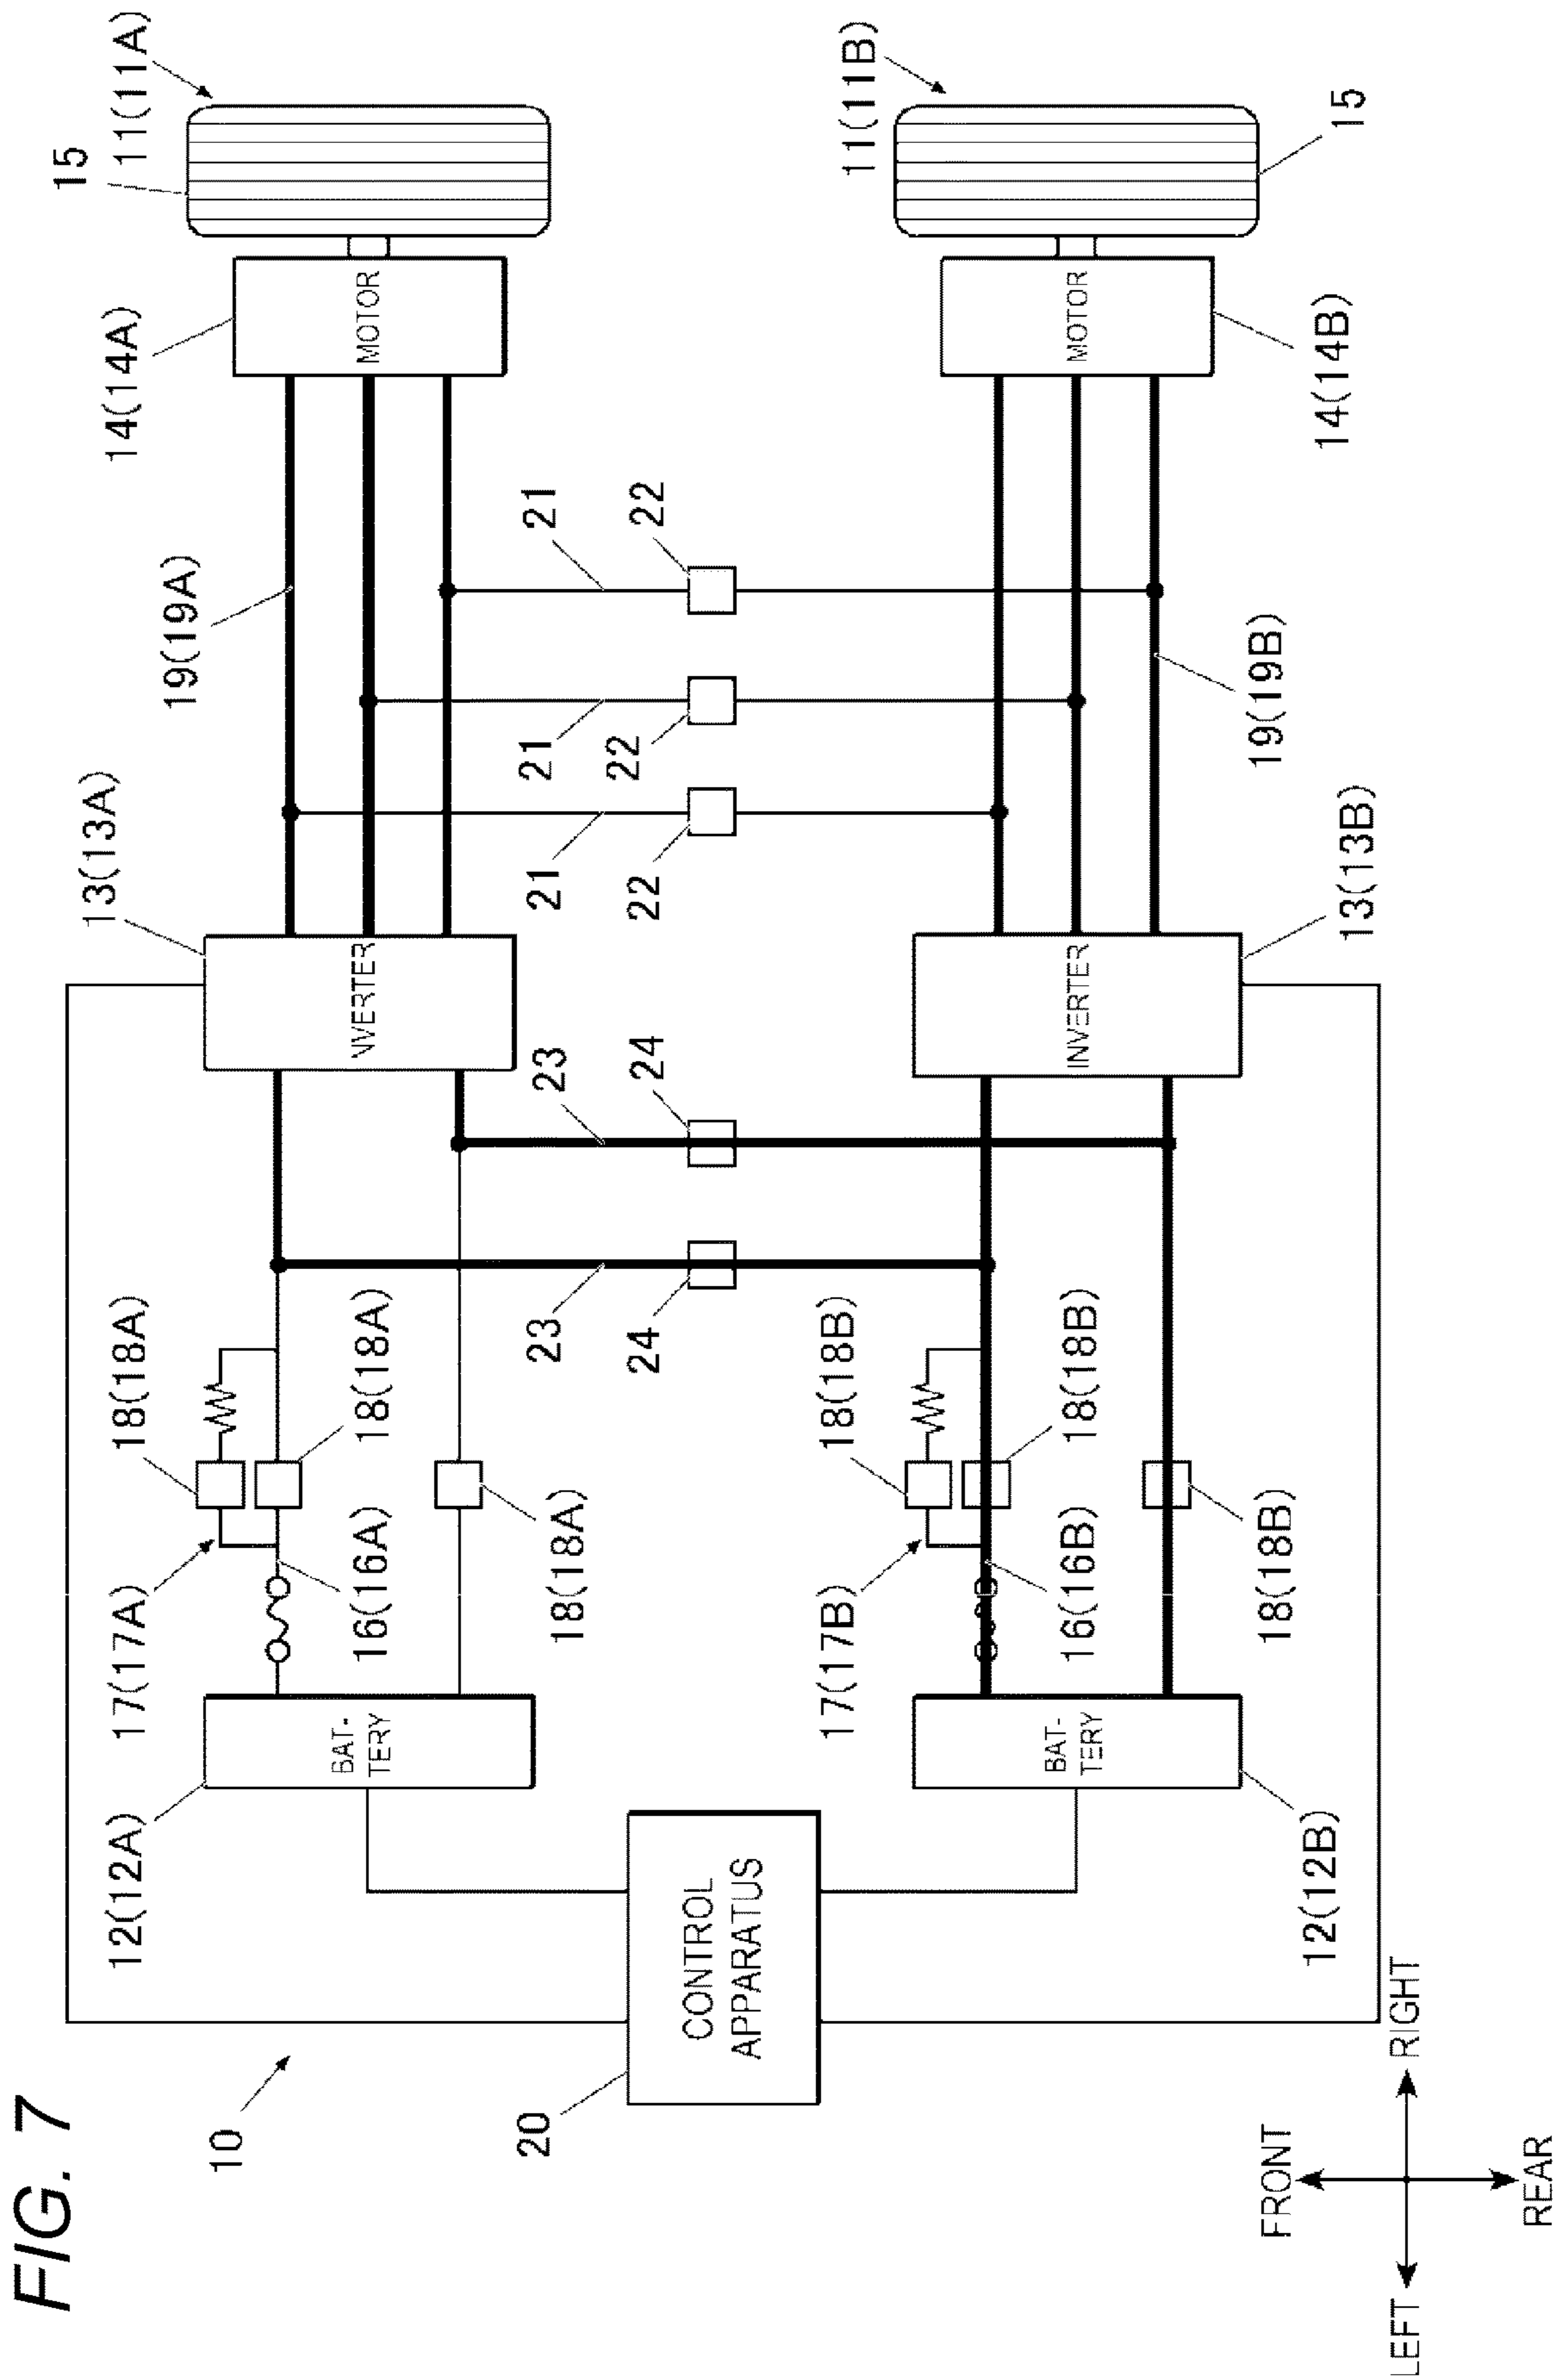 FIG. 7
15
13(13A)
12(12A)
17(17A)
18(18A)
14(14A)
11(11A)
19(19A)
10
BAT-
TERY
16(16A)
18(18A)
NVERTER
MOTOR
20
18(18A)
23
23
21
21
21
24
24
22
22
22
CONTROL
APPARATUS
17(17B)
18(18B)
11(11B)
BAT-
TERY
16(16B)
18(18B)
INVERTER
MOTOR
18(18B)
19(19B)
12(12B)
13(13B)
14(14B)
15
FRONT
LEFT
RIGHT
REAR